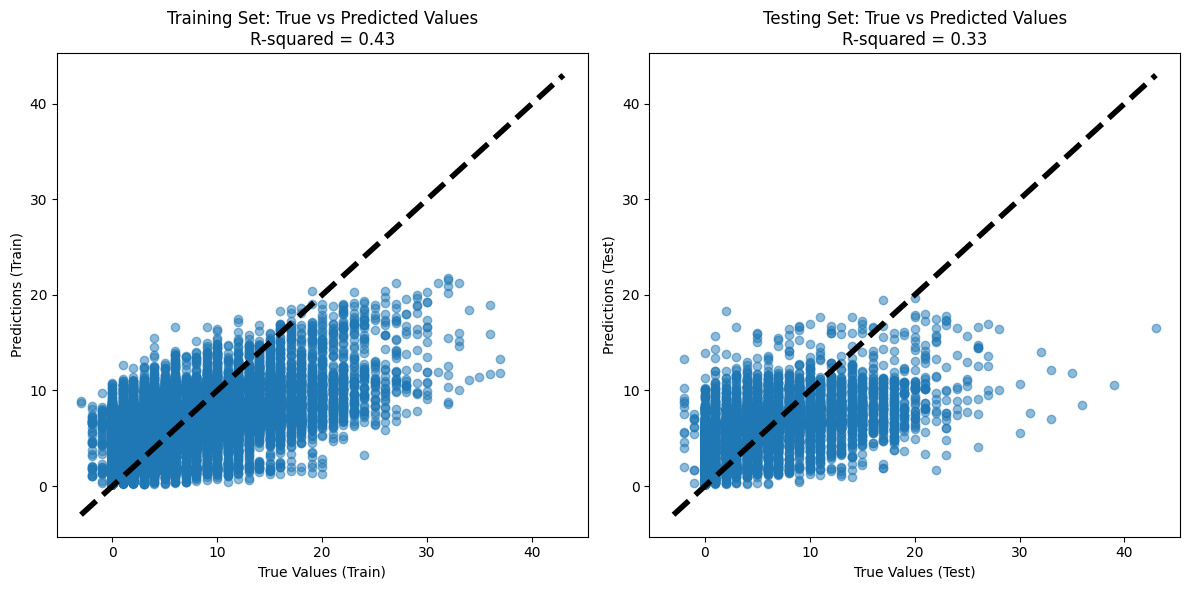 Training Set: True vs Predicted Values
R-squared = 0.43
40
30
20
10
0
Predictions (Train)
0
10
20
30
40
True Values (Train)
Testing Set: True vs Predicted Values
R-squared = 0.33
40
30
20
10
0
Predictions (Test)
0
10
20
30
40
True Values (Test)